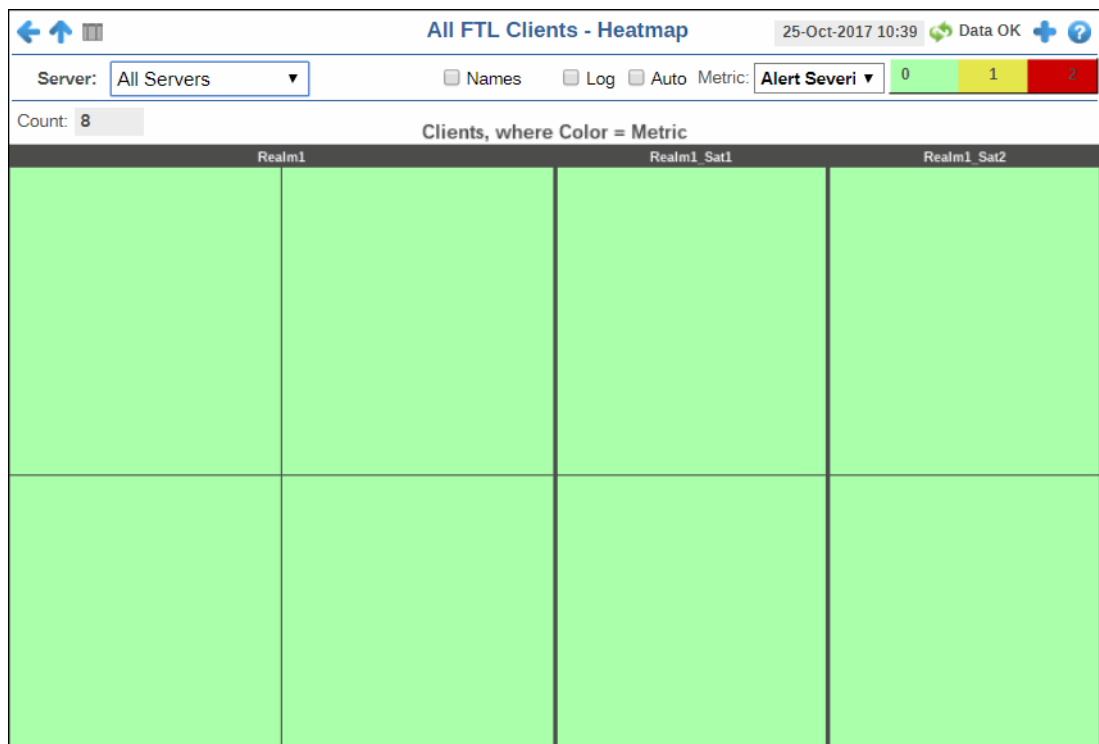 All FTL Clients - Heatmap 25-Oct-2017 10:39 Data OK
Server: All Servers Names Log Auto Metric: Alert Severi 0 1 2
Count: 8
Clients, where Color = Metric
Realm1 Realm1_Sat1 Realm1_Sat2